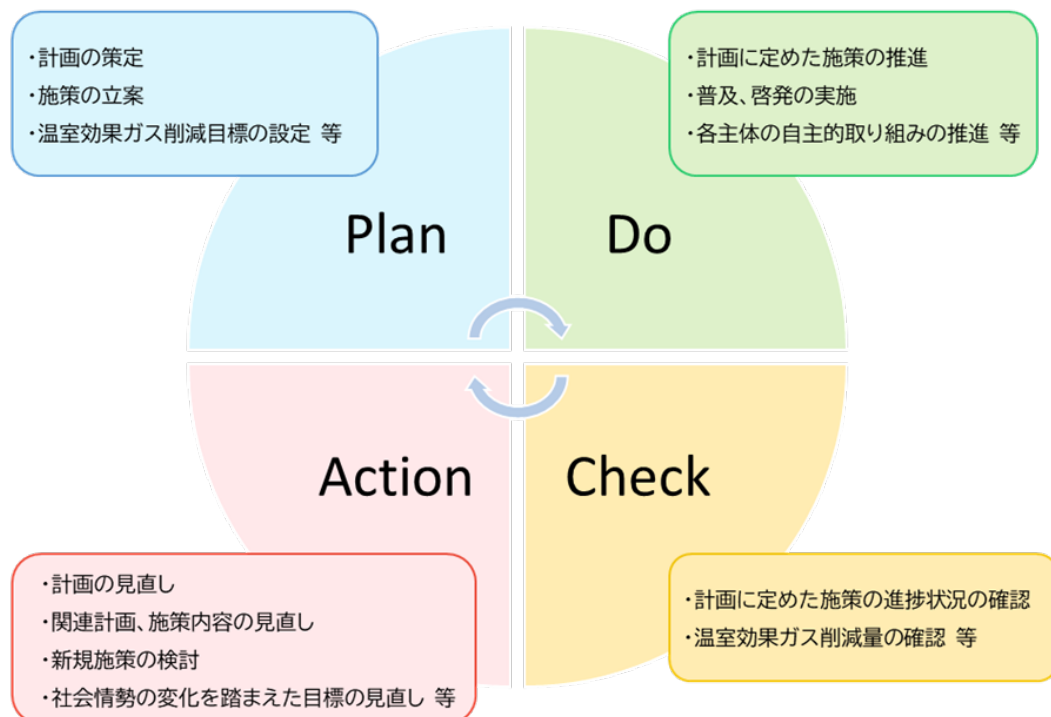 ・計画の策定
・施策の立案
・温室効果ガス削減目標の設定 等
Plan
・計画に定めた施策の推進
・普及、啓発の実施
・各主体の自主的取り組みの推進 等
Do
Action
・計画の見直し
・関連計画、施策内容の見直し
・新規施策の検討
・社会情勢の変化を踏まえた目標の見直し 等
Check
・計画に定めた施策の進捗状況の確認
・温室効果ガス削減量の確認 等